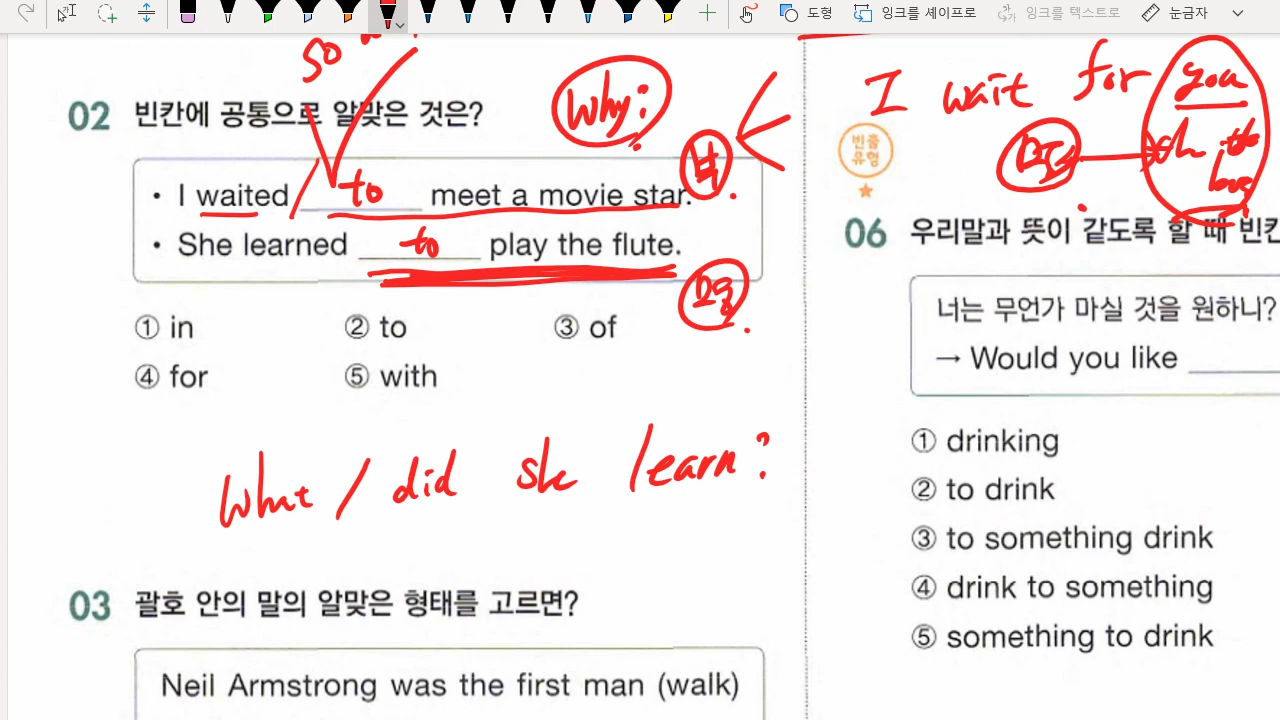 도형 잉크를 셰이프로 잉크를 텍스트로 눈금자
so
02 빈칸에 공통으로 알맞은 것은?
Why?
부.
• I waited to meet a movie star.
• She learned to play the flute.
① in ② to ③ of
④ for ⑤ with
What / did she learn?
03 괄호 안의 말의 알맞은 형태를 고르면?
Neil Armstrong was the first man (walk)
I wait for you
빈출
유형
06 우리말과 뜻이 같도록 할 때 빈칸
너는 무언가 마실 것을 원하니?
→ Would you like
① drinking
② to drink
③ to something drink
④ drink to something
⑤ something to drink